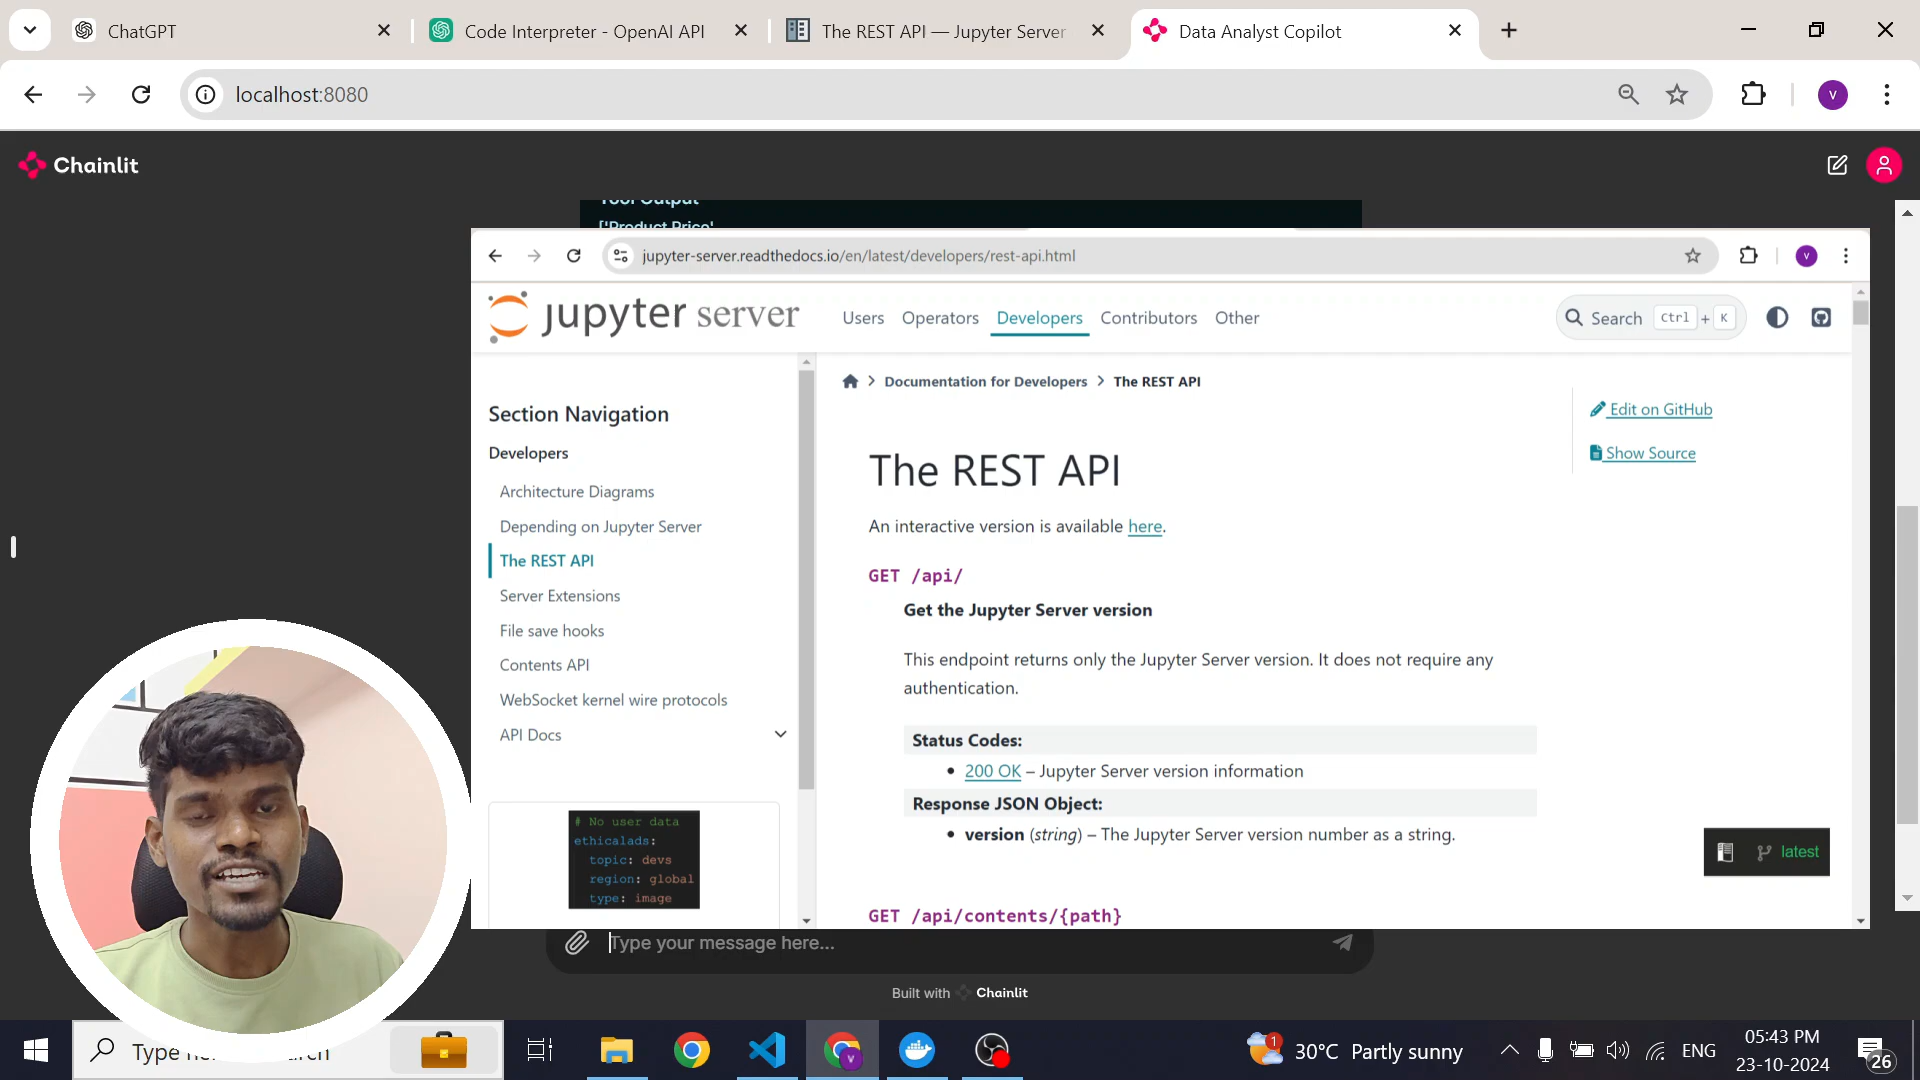 ChatGPT
Code Interpreter - OpenAI API
The REST API — Jupyter Server
Data Analyst Copilot
localhost:8080
V
Chainlit
Tool Output
['Product Price'
jupyter-server.readthedocs.io/en/latest/developers/rest-api.html
V
jupyter server
Users
Operators
Developers
Contributors
Other
Search
Ctrl + K
Documentation for Developers
The REST API
Section Navigation
Developers
Architecture Diagrams
Depending on Jupyter Server
The REST API
Server Extensions
File save hooks
Contents API
WebSocket kernel wire protocols
API Docs
# No user data
ethicalads:
topic: devs
region: global
type: image
The REST API
An interactive version is available here.
GET /api/
Get the Jupyter Server version
This endpoint returns only the Jupyter Server version. It does not require any
authentication.
Status Codes:
200 OK – Jupyter Server version information
Response JSON Object:
version (string) – The Jupyter Server version number as a string.
GET /api/contents/{path}
Edit on GitHub
Show Source
latest
Type your message here...
Built with Chainlit
Type
1
30°C Partly sunny
ENG
05:43 PM
23-10-2024
26